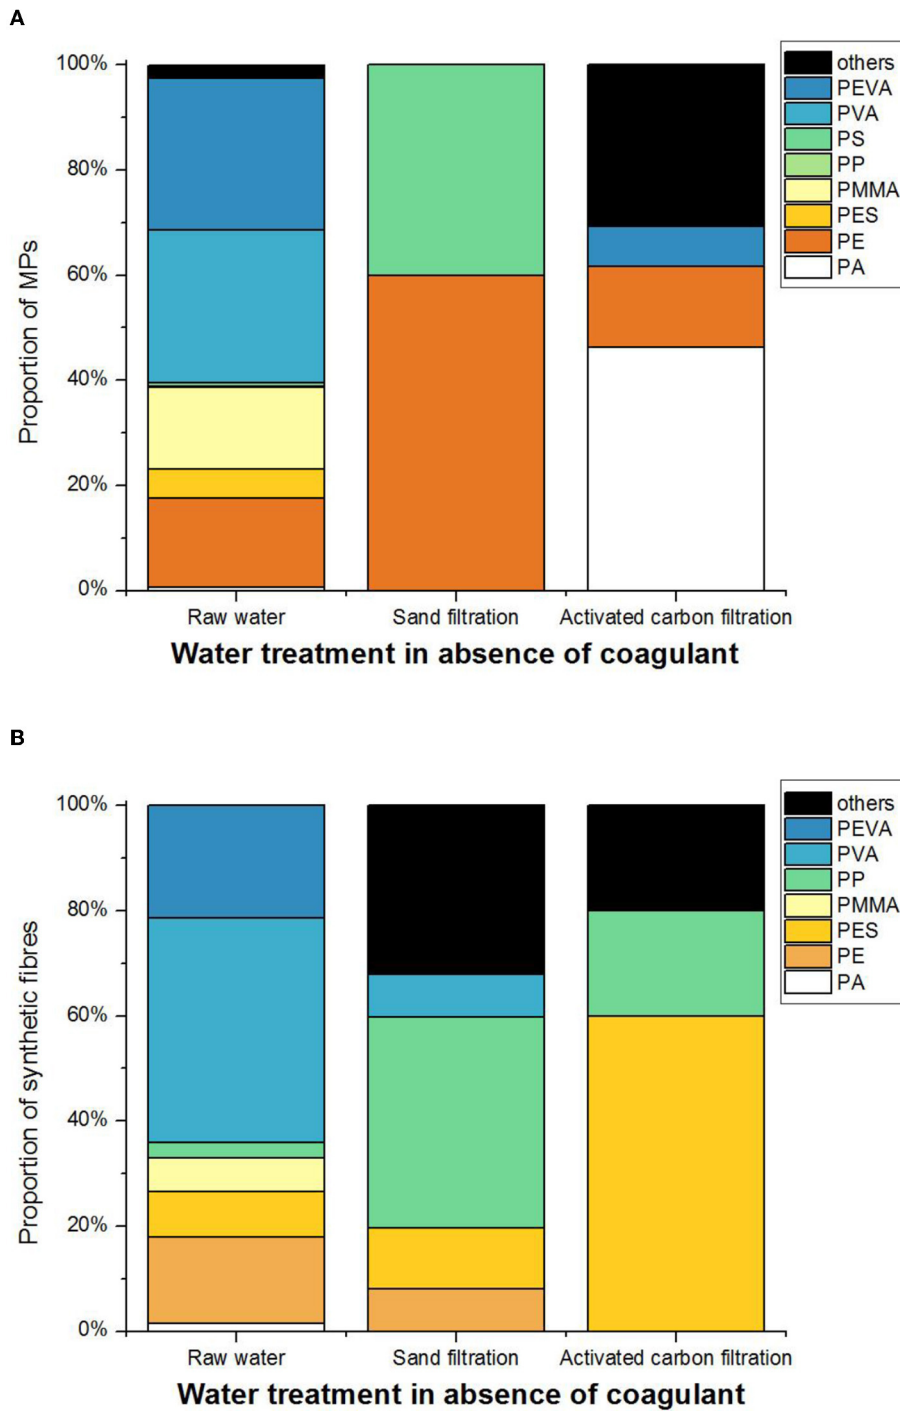 A
100%
80%
60%
40%
20%
0%
Proportion of MPs
others
PEVA
PVA
PS
PP
PMMA
PES
PE
PA
Raw water
Sand filtration
Activated carbon filtration
Water treatment in absence of coagulant
B
100%
80%
60%
40%
20%
0%
Proportion of synthetic fibres
others
PEVA
PVA
PP
PMMA
PES
PE
PA
Raw water
Sand filtration
Activated carbon filtration
Water treatment in absence of coagulant